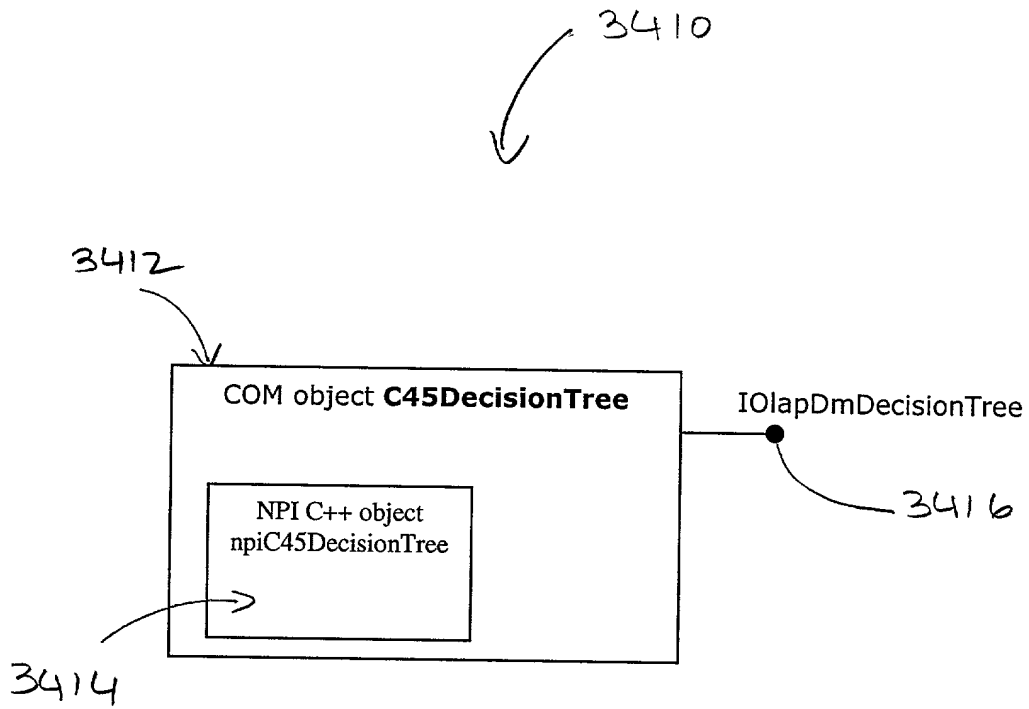 3410
3412
COM object C45DecisionTree
IOlapDmDecisionTree
NPI C++ object
npiC45DecisionTree
3416
3414